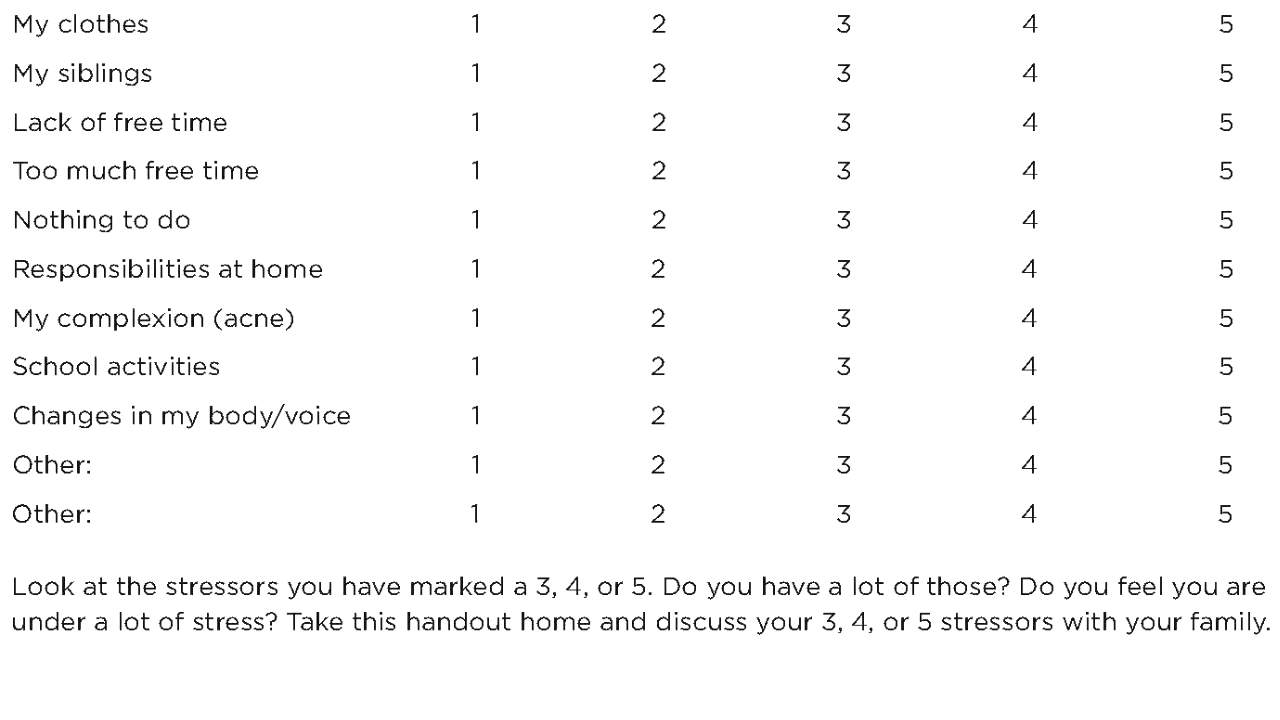 My clothes 1 2 3 4 5
My siblings 1 2 3 4 5
Lack of free time 1 2 3 4 5
Too much free time 1 2 3 4 5
Nothing to do 1 2 3 4 5
Responsibilities at home 1 2 3 4 5
My complexion (acne) 1 2 3 4 5
School activities 1 2 3 4 5
Changes in my body/voice 1 2 3 4 5
Other: 1 2 3 4 5
Other: 1 2 3 4 5
Look at the stressors you have marked a 3, 4, or 5. Do you have a lot of those? Do you feel you are
under a lot of stress? Take this handout home and discuss your 3, 4, or 5 stressors with your family.